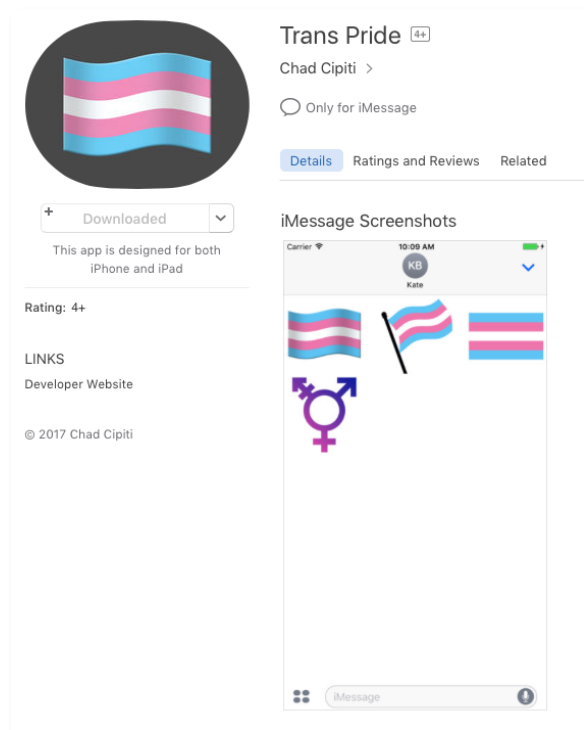 Trans Pride 4+
Chad Cipiti >
Only for iMessage
Details Ratings and Reviews Related
+ Downloaded
This app is designed for both
iPhone and iPad
Rating: 4+
LINKS
Developer Website
© 2017 Chad Cipiti
iMessage Screenshots
Carrier 10:09 AM
KB
Kate
iMessage